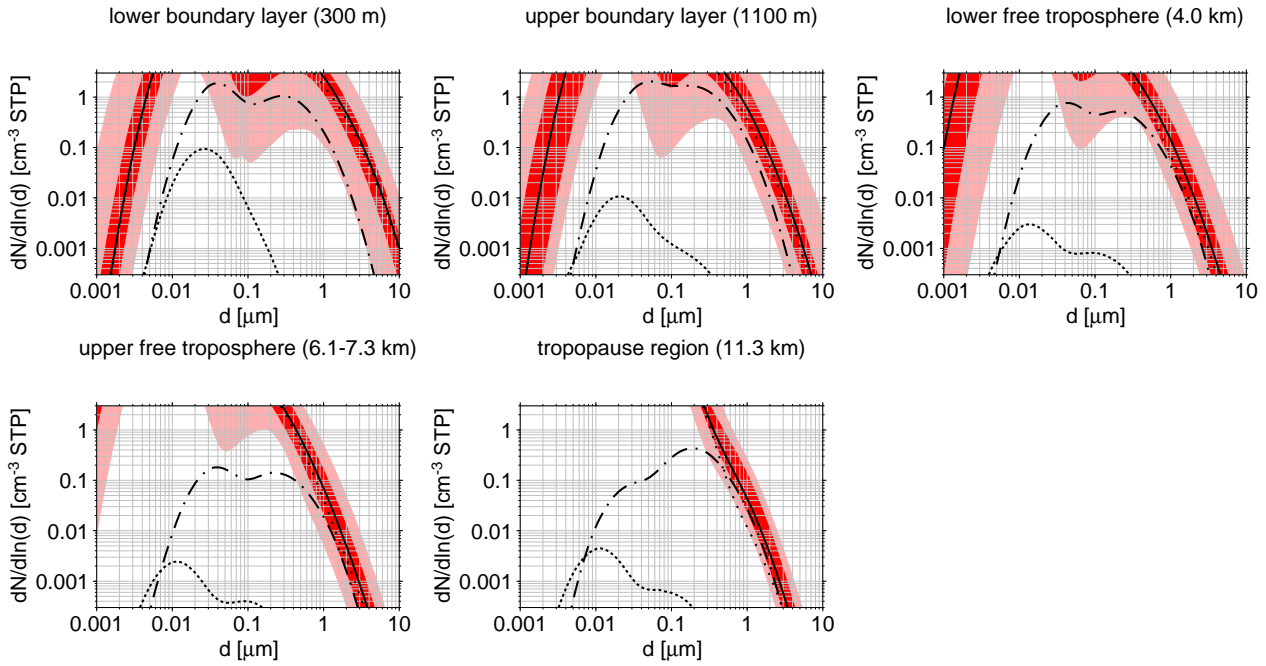 lower boundary layer (300 m)
upper boundary layer (1100 m)
lower free troposphere (4.0 km)
dN/dln(d) [cm-3 STP]
1
0.1
0.01
0.001
0.001 0.01 0.1 1 10
d [μm]
dN/dln(d) [cm-3 STP]
1
0.1
0.01
0.001
0.001 0.01 0.1 1 10
d [μm]
dN/dln(d) [cm-3 STP]
1
0.1
0.01
0.001
0.001 0.01 0.1 1 10
d [μm]
upper free troposphere (6.1-7.3 km)
tropopause region (11.3 km)
dN/dln(d) [cm-3 STP]
1
0.1
0.01
0.001
0.001 0.01 0.1 1 10
d [μm]
dN/dln(d) [cm-3 STP]
1
0.1
0.01
0.001
0.001 0.01 0.1 1 10
d [μm]